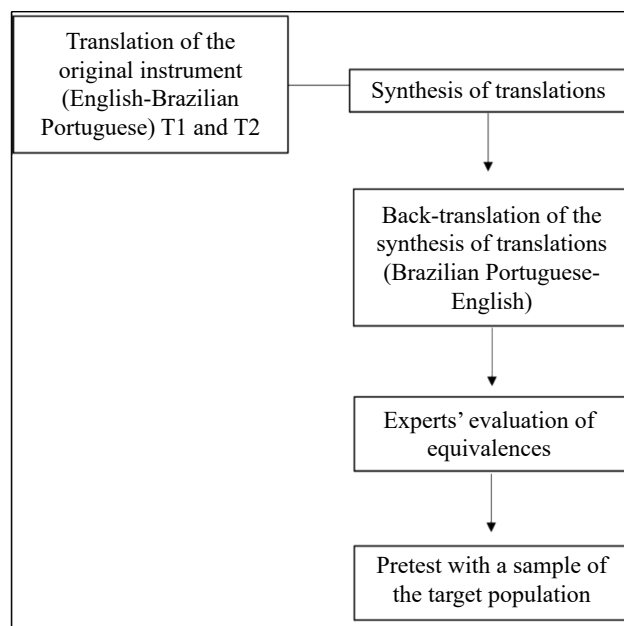 Translation of the
original instrument
(English-Brazilian
Portuguese) T1 and T2
Synthesis of translations
Back-translation of the
synthesis of translations
(Brazilian Portuguese-
English)
Experts’ evaluation of
equivalences
Pretest with a sample of
the target population